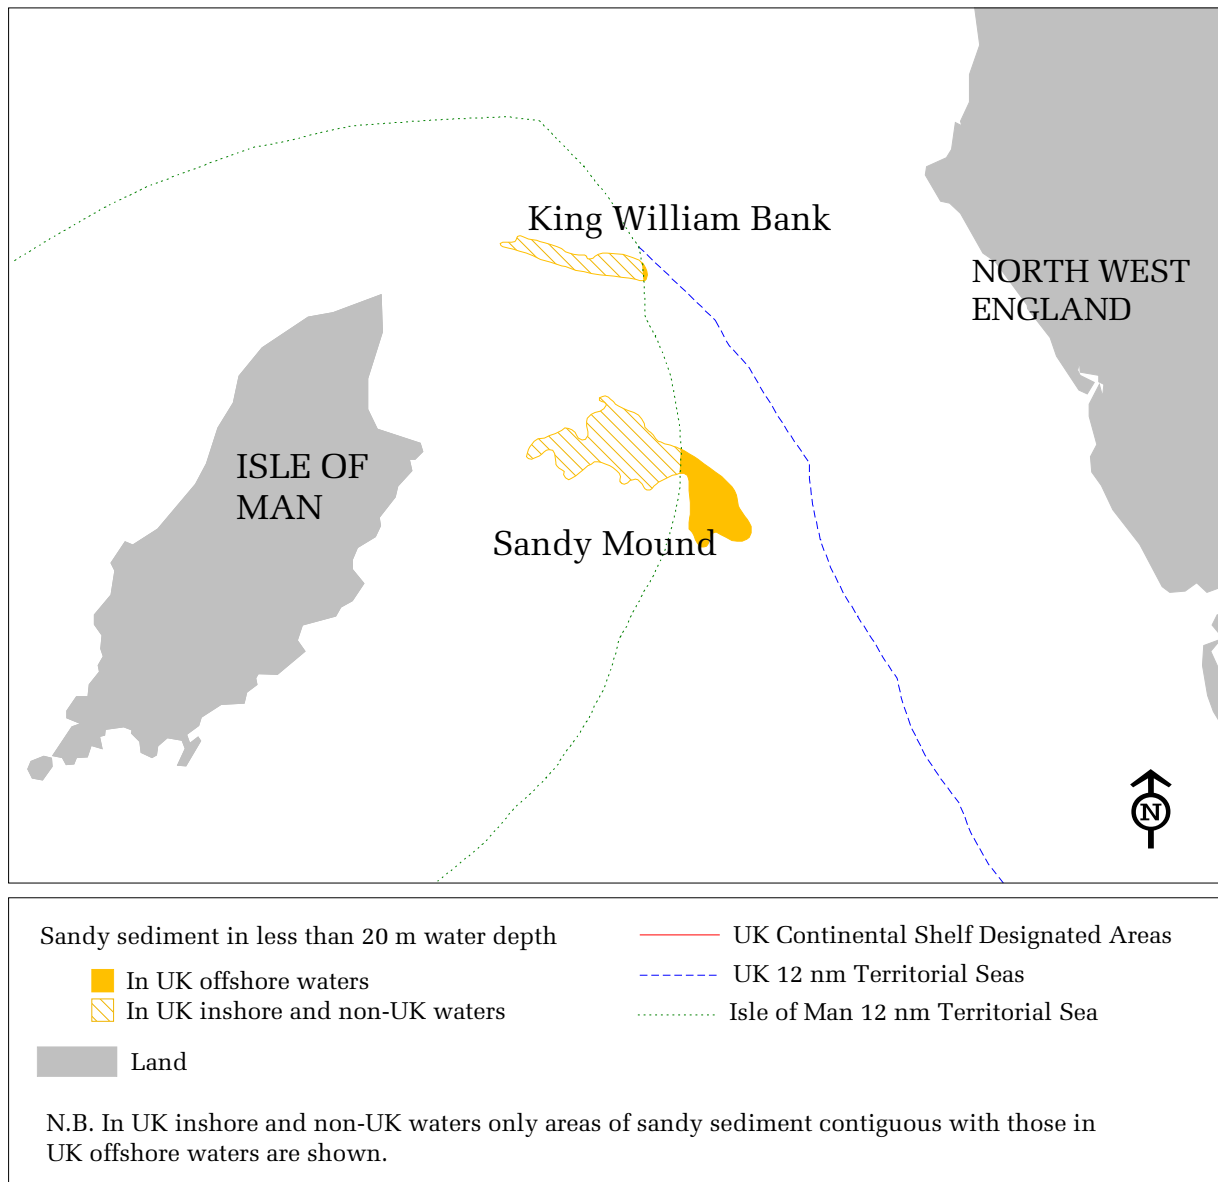 King William Bank
NORTH WEST
ENGLAND
ISLE OF
MAN
Sandy Mound
N
Sandy sediment in less than 20 m water depth
In UK offshore waters
In UK inshore and non-UK waters
Land
UK Continental Shelf Designated Areas
UK 12 nm Territorial Seas
Isle of Man 12 nm Territorial Sea
N.B. In UK inshore and non-UK waters only areas of sandy sediment contiguous with those in
UK offshore waters are shown.